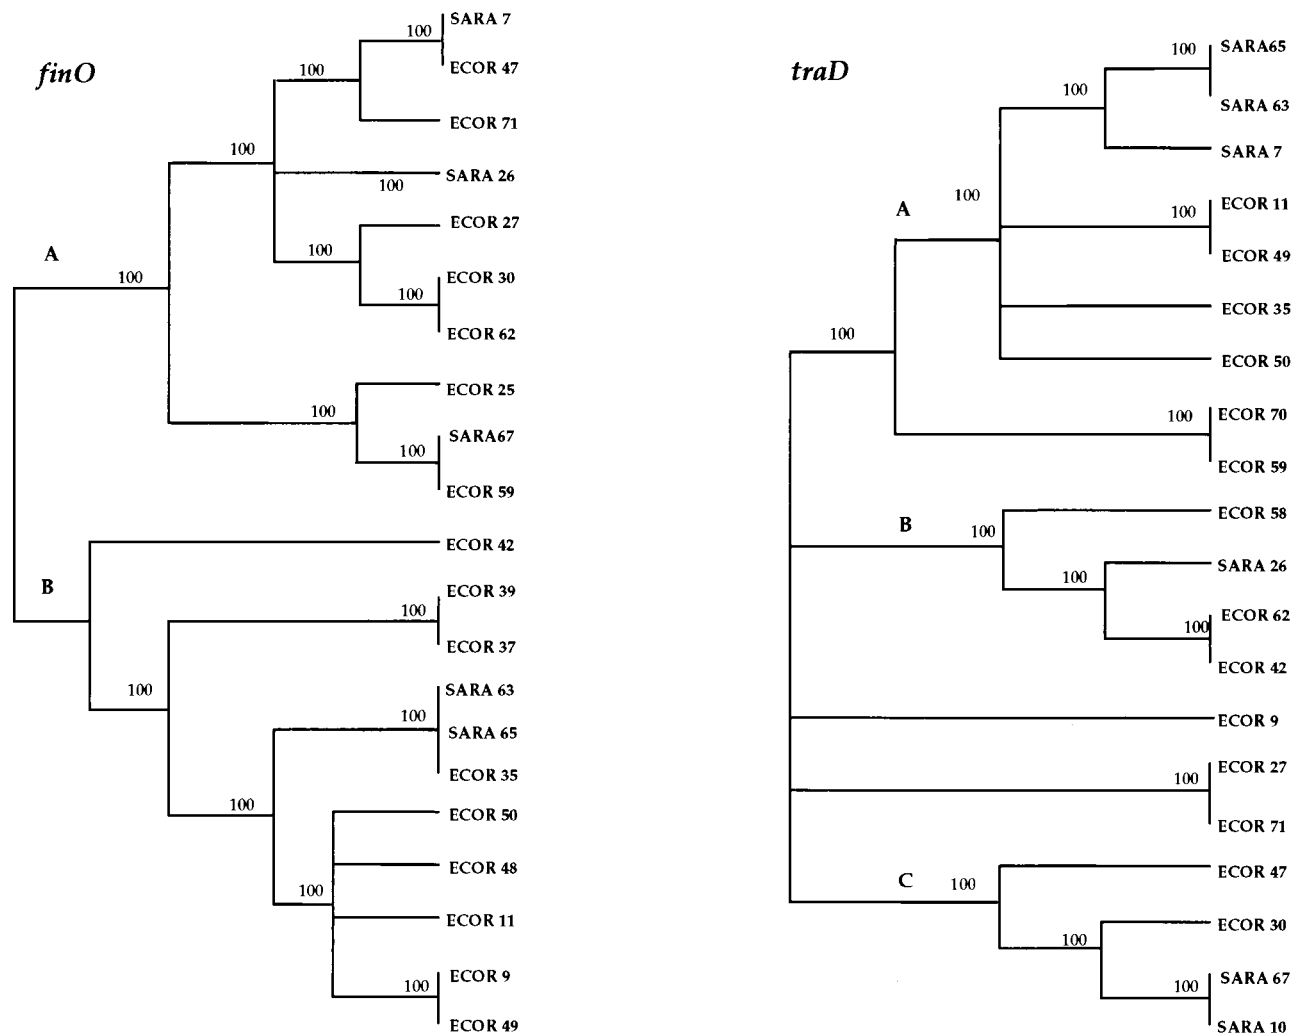 finO
100
SARA 7
ECOR 47
100
ECOR 71
100
SARA 26
100
ECOR 27
100
ECOR 30
100
ECOR 62
A
100
ECOR 25
100
SARA67
100
ECOR 59
ECOR 42
B
ECOR 39
100
ECOR 37
100
SARA 63
100
SARA 65
ECOR 35
100
ECOR 50
ECOR 48
100
ECOR 11
ECOR 9
100
ECOR 49
traD
100
SARA65
100
SARA 63
SARA 7
100
A
ECOR 11
100
ECOR 49
ECOR 35
100
ECOR 50
100
ECOR 70
ECOR 59
B
100
ECOR 58
SARA 26
100
ECOR 62
100
ECOR 42
ECOR 9
ECOR 27
100
ECOR 71
C
100
ECOR 47
ECOR 30
100
SARA 67
100
SARA 10